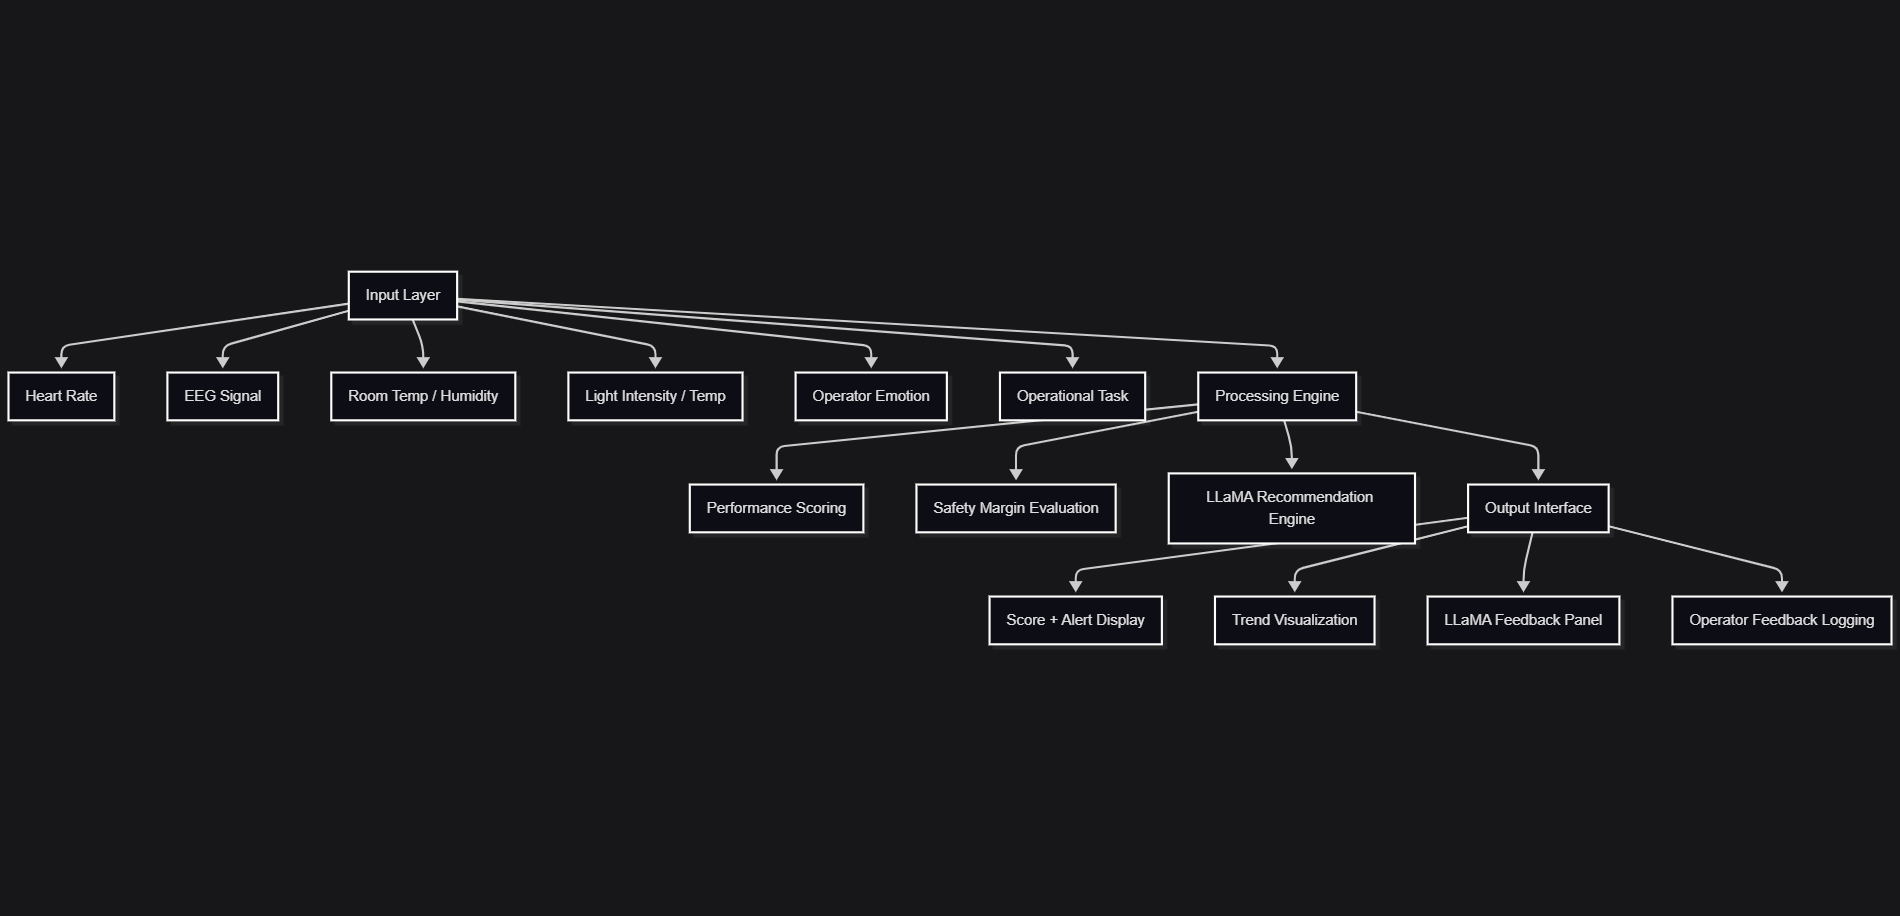 Input Layer
Heart Rate
EEG Signal
Room Temp / Humidity
Light Intensity / Temp
Operator Emotion
Operational Task
Processing Engine
Performance Scoring
Safety Margin Evaluation
LLaMA Recommendation
Engine
Output Interface
Score + Alert Display
Trend Visualization
LLaMA Feedback Panel
Operator Feedback Logging